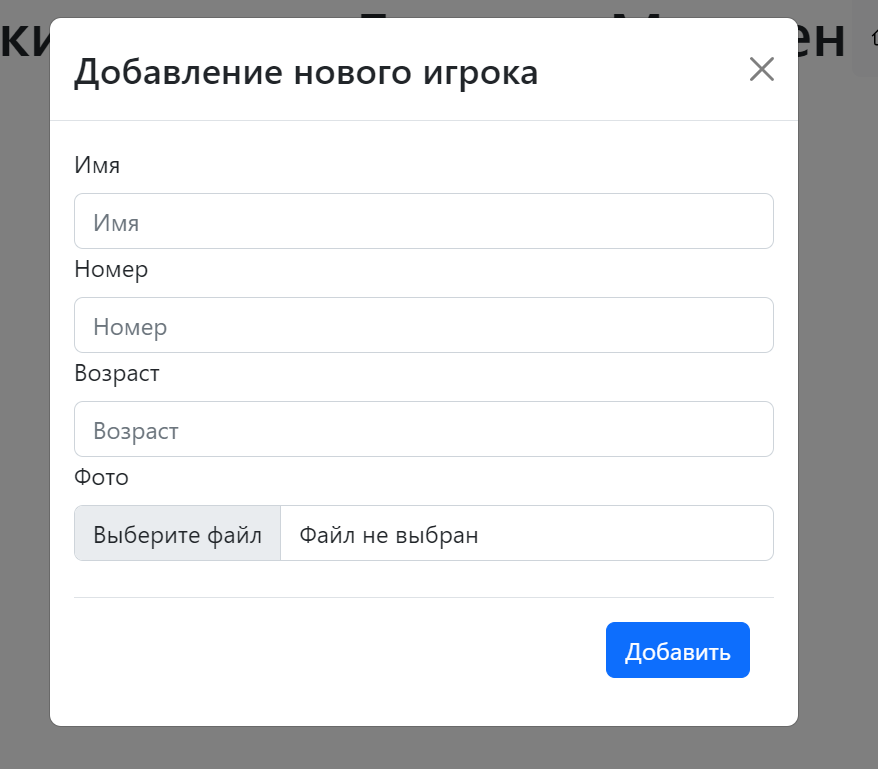 Добавление нового игрока
Имя
Имя
Номер
Номер
Возраст
Возраст
Фото
Выберите файл Файл не выбран
Добавить